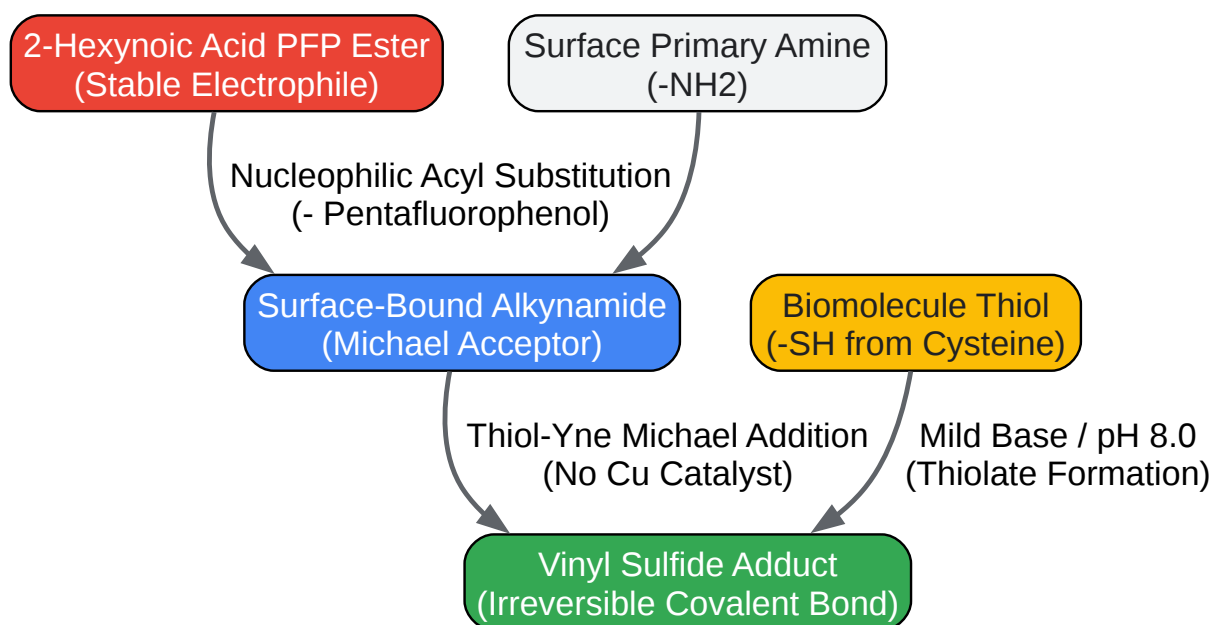 2-Hexynoic Acid PFP Ester
(Stable Electrophile)
Surface Primary Amine
(-NH2)
Nucleophilic Acyl Substitution
(- Pentafluorophenol)
Surface-Bound Alkynamide
(Michael Acceptor)
Biomolecule Thiol
(-SH from Cysteine)
Thiol-Yne Michael Addition
(No Cu Catalyst)
Mild Base / pH 8.0
(Thiolate Formation)
Vinyl Sulfide Adduct
(Irreversible Covalent Bond)